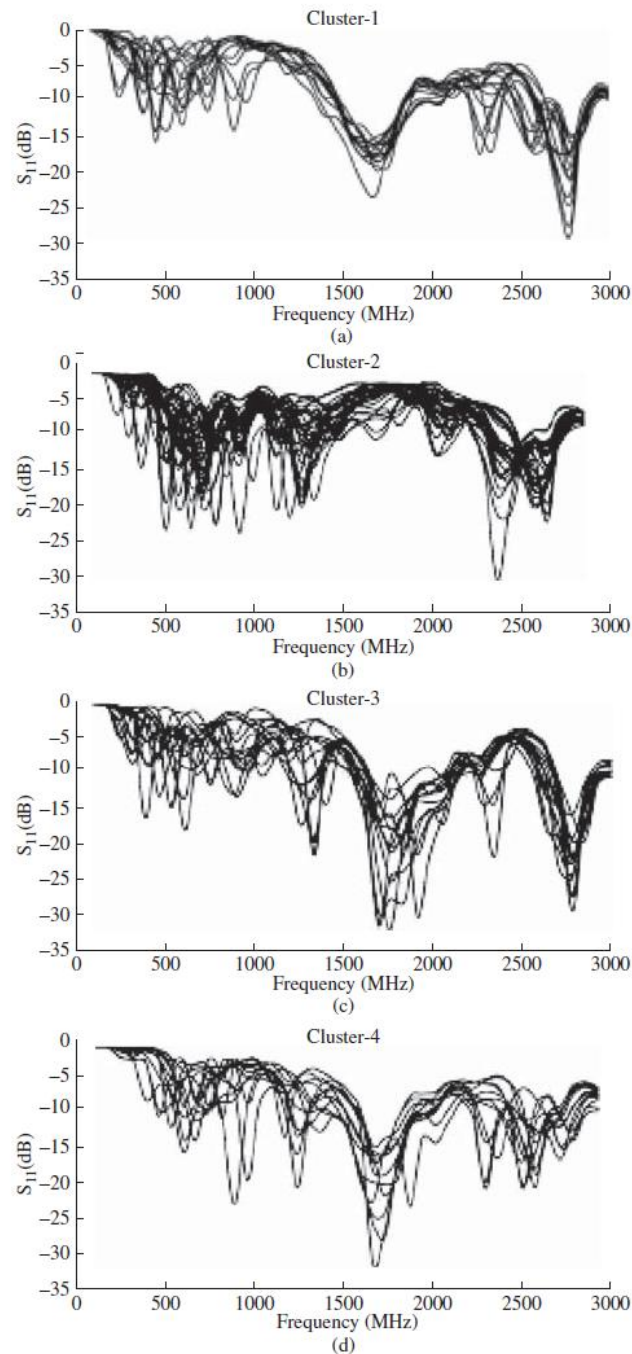 Cluster-1
0
–5
–10
–15
–20
–25
–30
–35
S11(dB)
0 500 1000 1500 2000 2500 3000
Frequency (MHz)
(a)
Cluster-2
0
–5
–10
–15
–20
–25
–30
–35
S11(dB)
0 500 1000 1500 2000 2500 3000
Frequency (MHz)
(b)
Cluster-3
0
–5
–10
–15
–20
–25
–30
–35
S11(dB)
0 500 1000 1500 2000 2500 3000
Frequency (MHz)
(c)
Cluster-4
0
–5
–10
–15
–20
–25
–30
–35
S11(dB)
0 500 1000 1500 2000 2500 3000
Frequency (MHz)
(d)